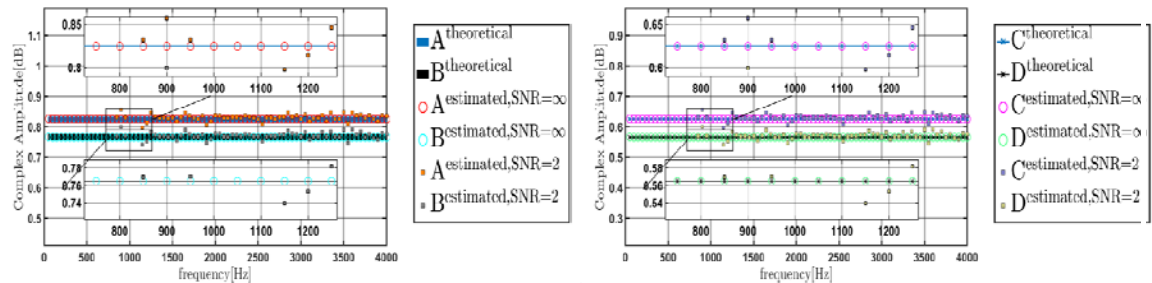 0.85
0.8
800 900 1000 1100 1200
0.78
0.76
0.74
800 900 1000 1100 1200
1.1
1
0.9
0.8
0.7
0.6
0.5
0 500 1000 1500 2000 2500 3000 3500 4000
Complex Amplitude[dB]
frequency[Hz]
A theoretical
B theoretical
A estimated,SNR=∞
B estimated,SNR=∞
A estimated,SNR=2
B estimated,SNR=2
0.65
0.6
800 900 1000 1100 1200
0.58
0.56
0.54
800 900 1000 1100 1200
0.9
0.8
0.7
0.6
0.5
0.4
0.3
0 500 1000 1500 2000 2500 3000 3500 4000
Complex Amplitude[dB]
frequency[Hz]
C theoretical
D theoretical
C estimated,SNR=∞
D estimated,SNR=∞
C estimated,SNR=2
D estimated,SNR=2